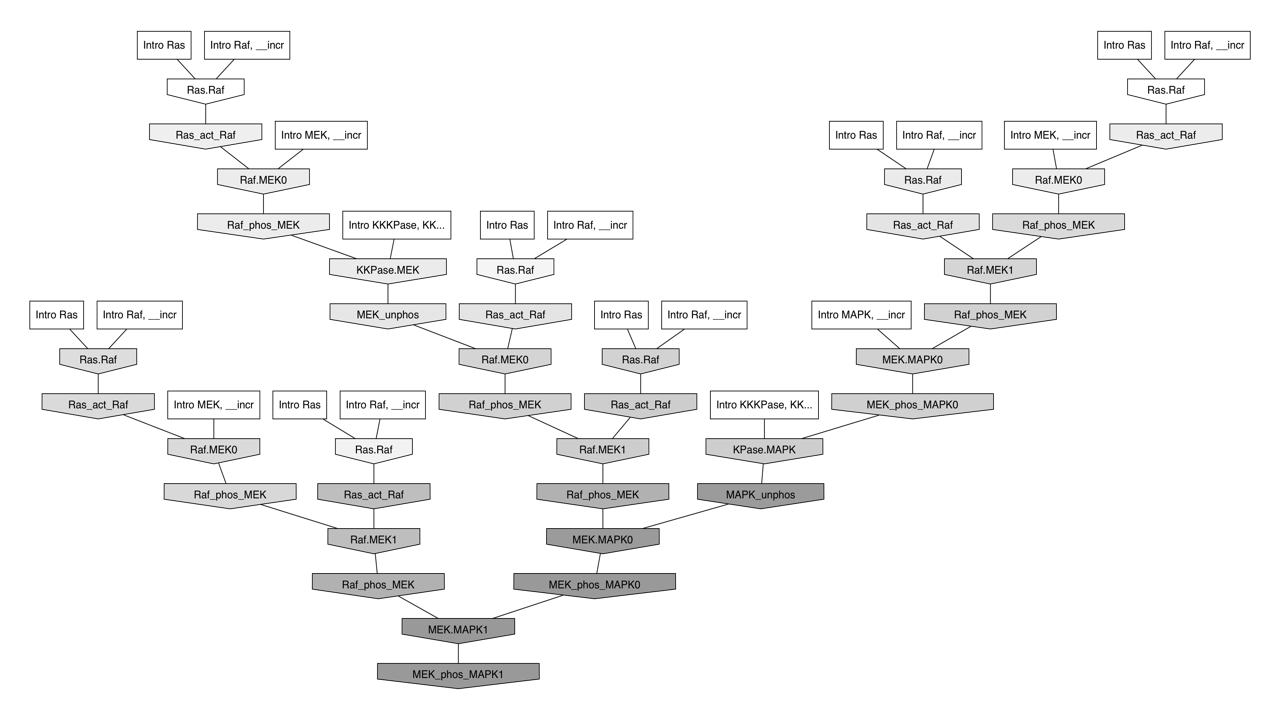 Intro Ras
Intro Raf, __incr
Intro Ras
Intro Raf, __incr
Ras.Raf
Ras.Raf
Ras_act_Raf
Intro MEK, __incr
Intro Ras
Intro Raf, __incr
Intro MEK, __incr
Ras_act_Raf
Raf.MEK0
Ras.Raf
Raf.MEK0
Raf_phos_MEK
Intro KKKPase, KK...
Intro Ras
Intro Raf, __incr
Ras_act_Raf
Raf_phos_MEK
KKPase.MEK
Ras.Raf
Raf.MEK1
Intro Ras
Intro Raf, __incr
MEK_unphos
Ras_act_Raf
Intro Ras
Intro Raf, __incr
Intro MAPK, __incr
Raf_phos_MEK
Ras.Raf
Raf.MEK0
Ras.Raf
MEK.MAPK0
Ras_act_Raf
Intro MEK, __incr
Intro Ras
Intro Raf, __incr
Raf_phos_MEK
Ras_act_Raf
Intro KKKPase, KK...
MEK_phos_MAPK0
Raf.MEK0
Ras.Raf
Raf.MEK1
KPase.MAPK
Raf_phos_MEK
Ras_act_Raf
Raf_phos_MEK
MAPK_unphos
Raf.MEK1
MEK.MAPK0
Raf_phos_MEK
MEK_phos_MAPK0
MEK.MAPK1
MEK_phos_MAPK1